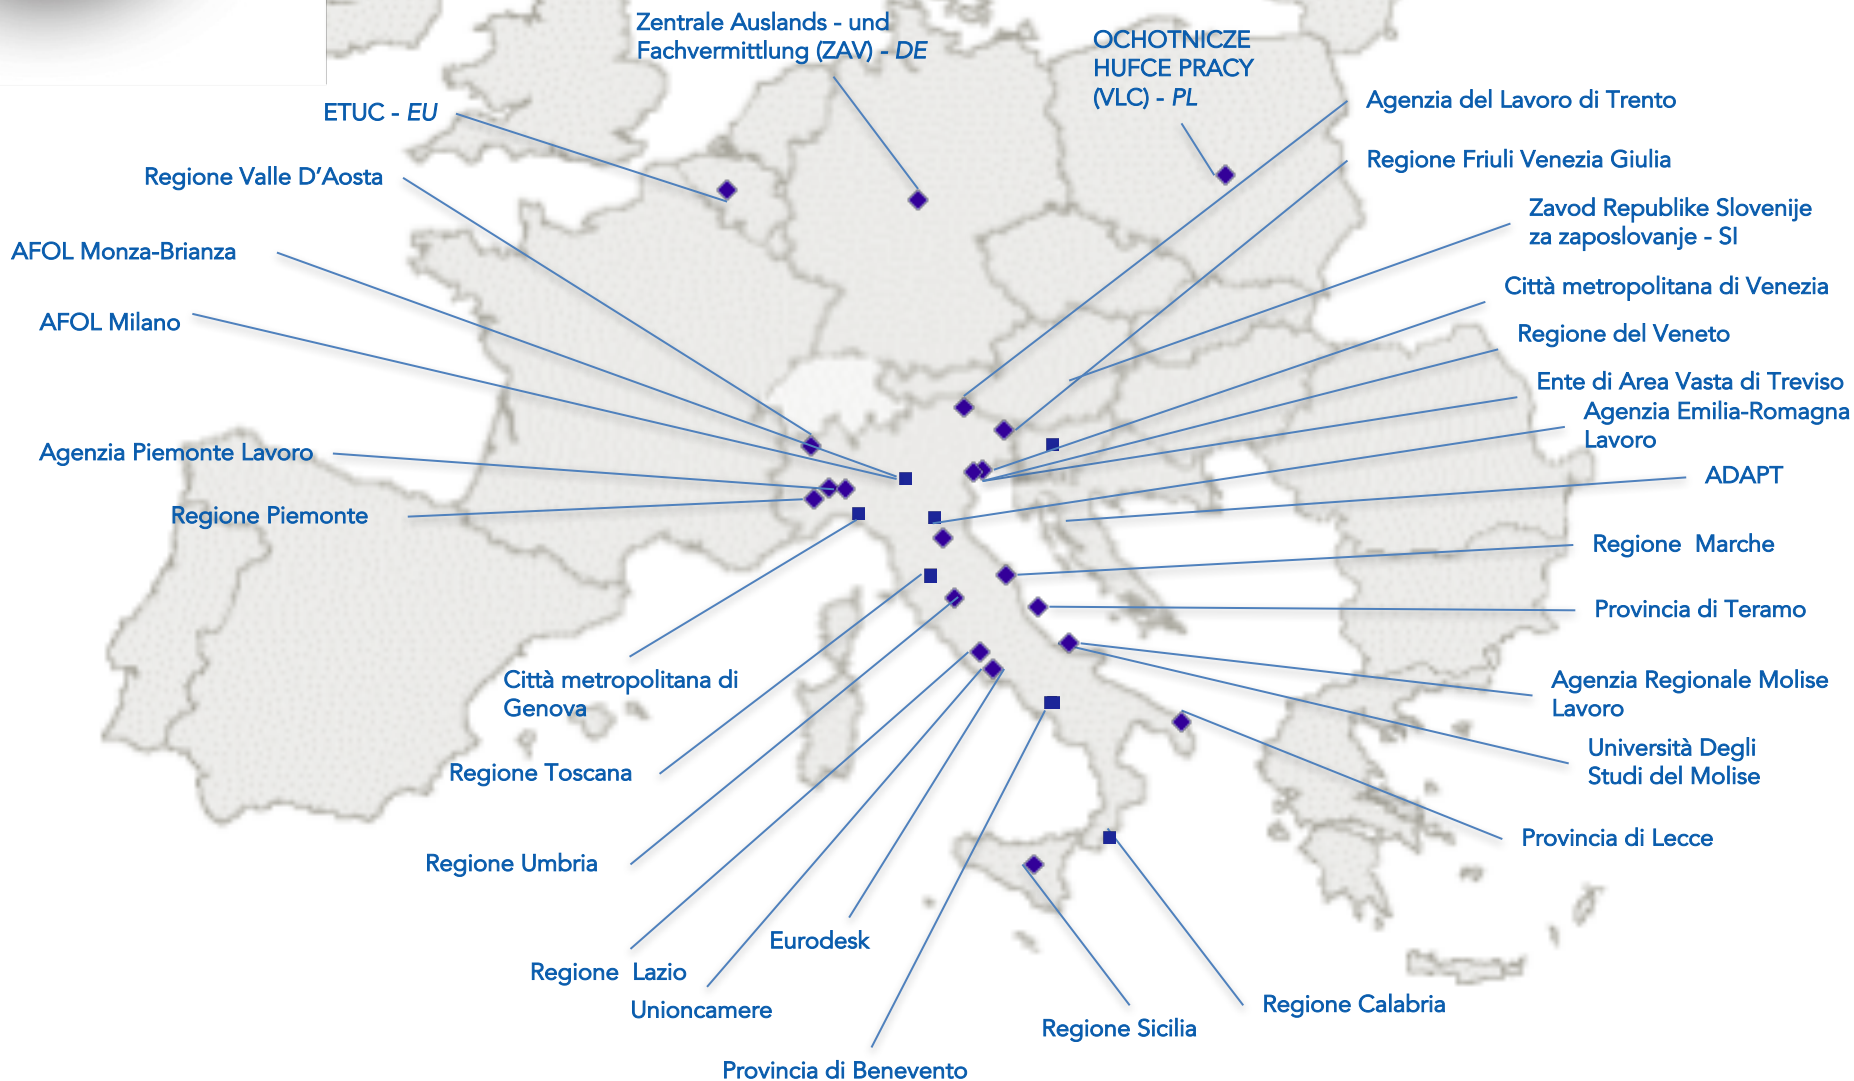 Zentrale Auslands - und
Fachvermittlung (ZAV) - DE
OCHOTNICZE
HUFCE PRACY
(VLC) - PL
ETUC - EU
Agenzia del Lavoro di Trento
Regione Friuli Venezia Giulia
Regione Valle D’Aosta
Zavod Republike Slovenije
za zaposlovanje - SI
AFOL Monza-Brianza
Città metropolitana di Venezia
AFOL Milano
Regione del Veneto
Ente di Area Vasta di Treviso
Agenzia Emilia-Romagna
Lavoro
Agenzia Piemonte Lavoro
ADAPT
Regione Piemonte
Regione  Marche
Provincia di Teramo
Città metropolitana di
Genova
Agenzia Regionale Molise
Lavoro
Università Degli
Studi del Molise
Regione Toscana
Provincia di Lecce
Regione Umbria
Eurodesk
Regione  Lazio
Unioncamere
Regione Calabria
Regione Sicilia
Provincia di Benevento